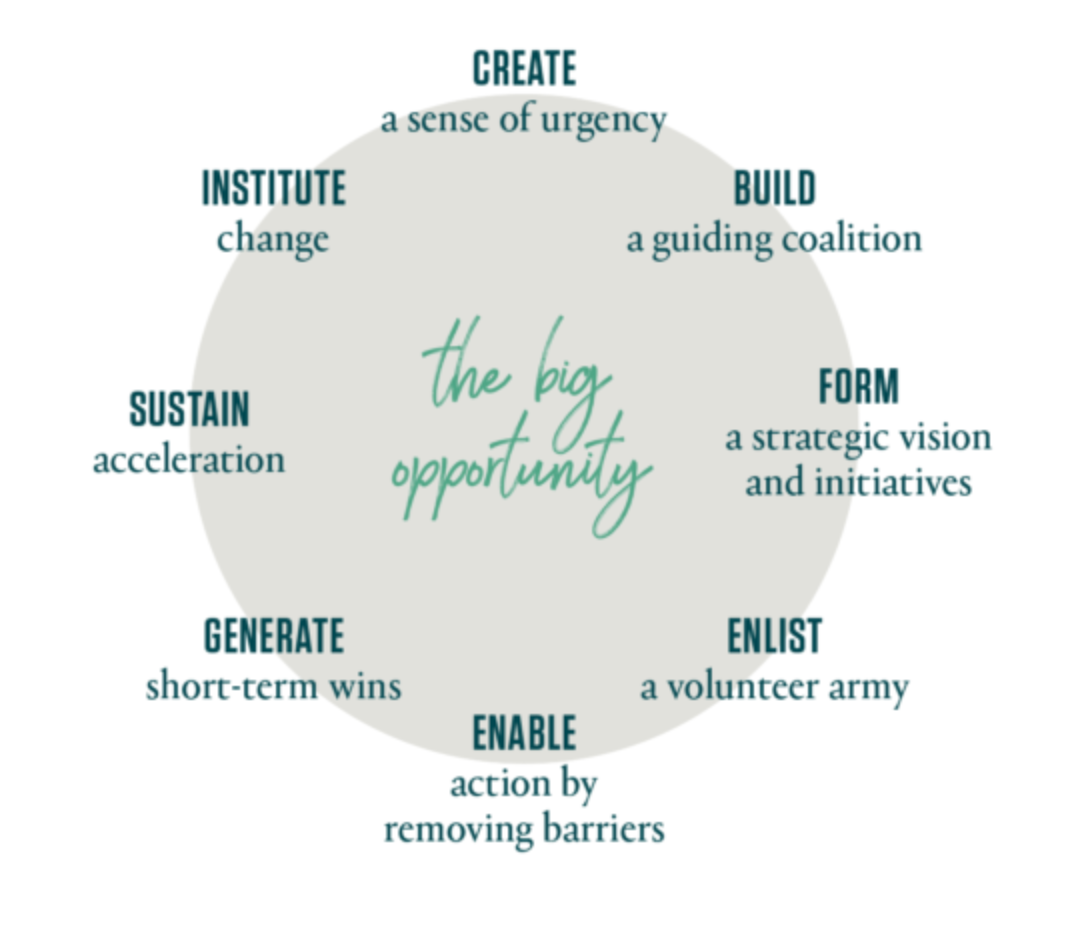 CREATE
a sense of urgency
BUILD
a guiding coalition
FORM
a strategic vision
and initiatives
ENLIST
a volunteer army
ENABLE
action by
removing barriers
GENERATE
short-term wins
SUSTAIN
acceleration
INSTITUTE
change
the big
opportunity